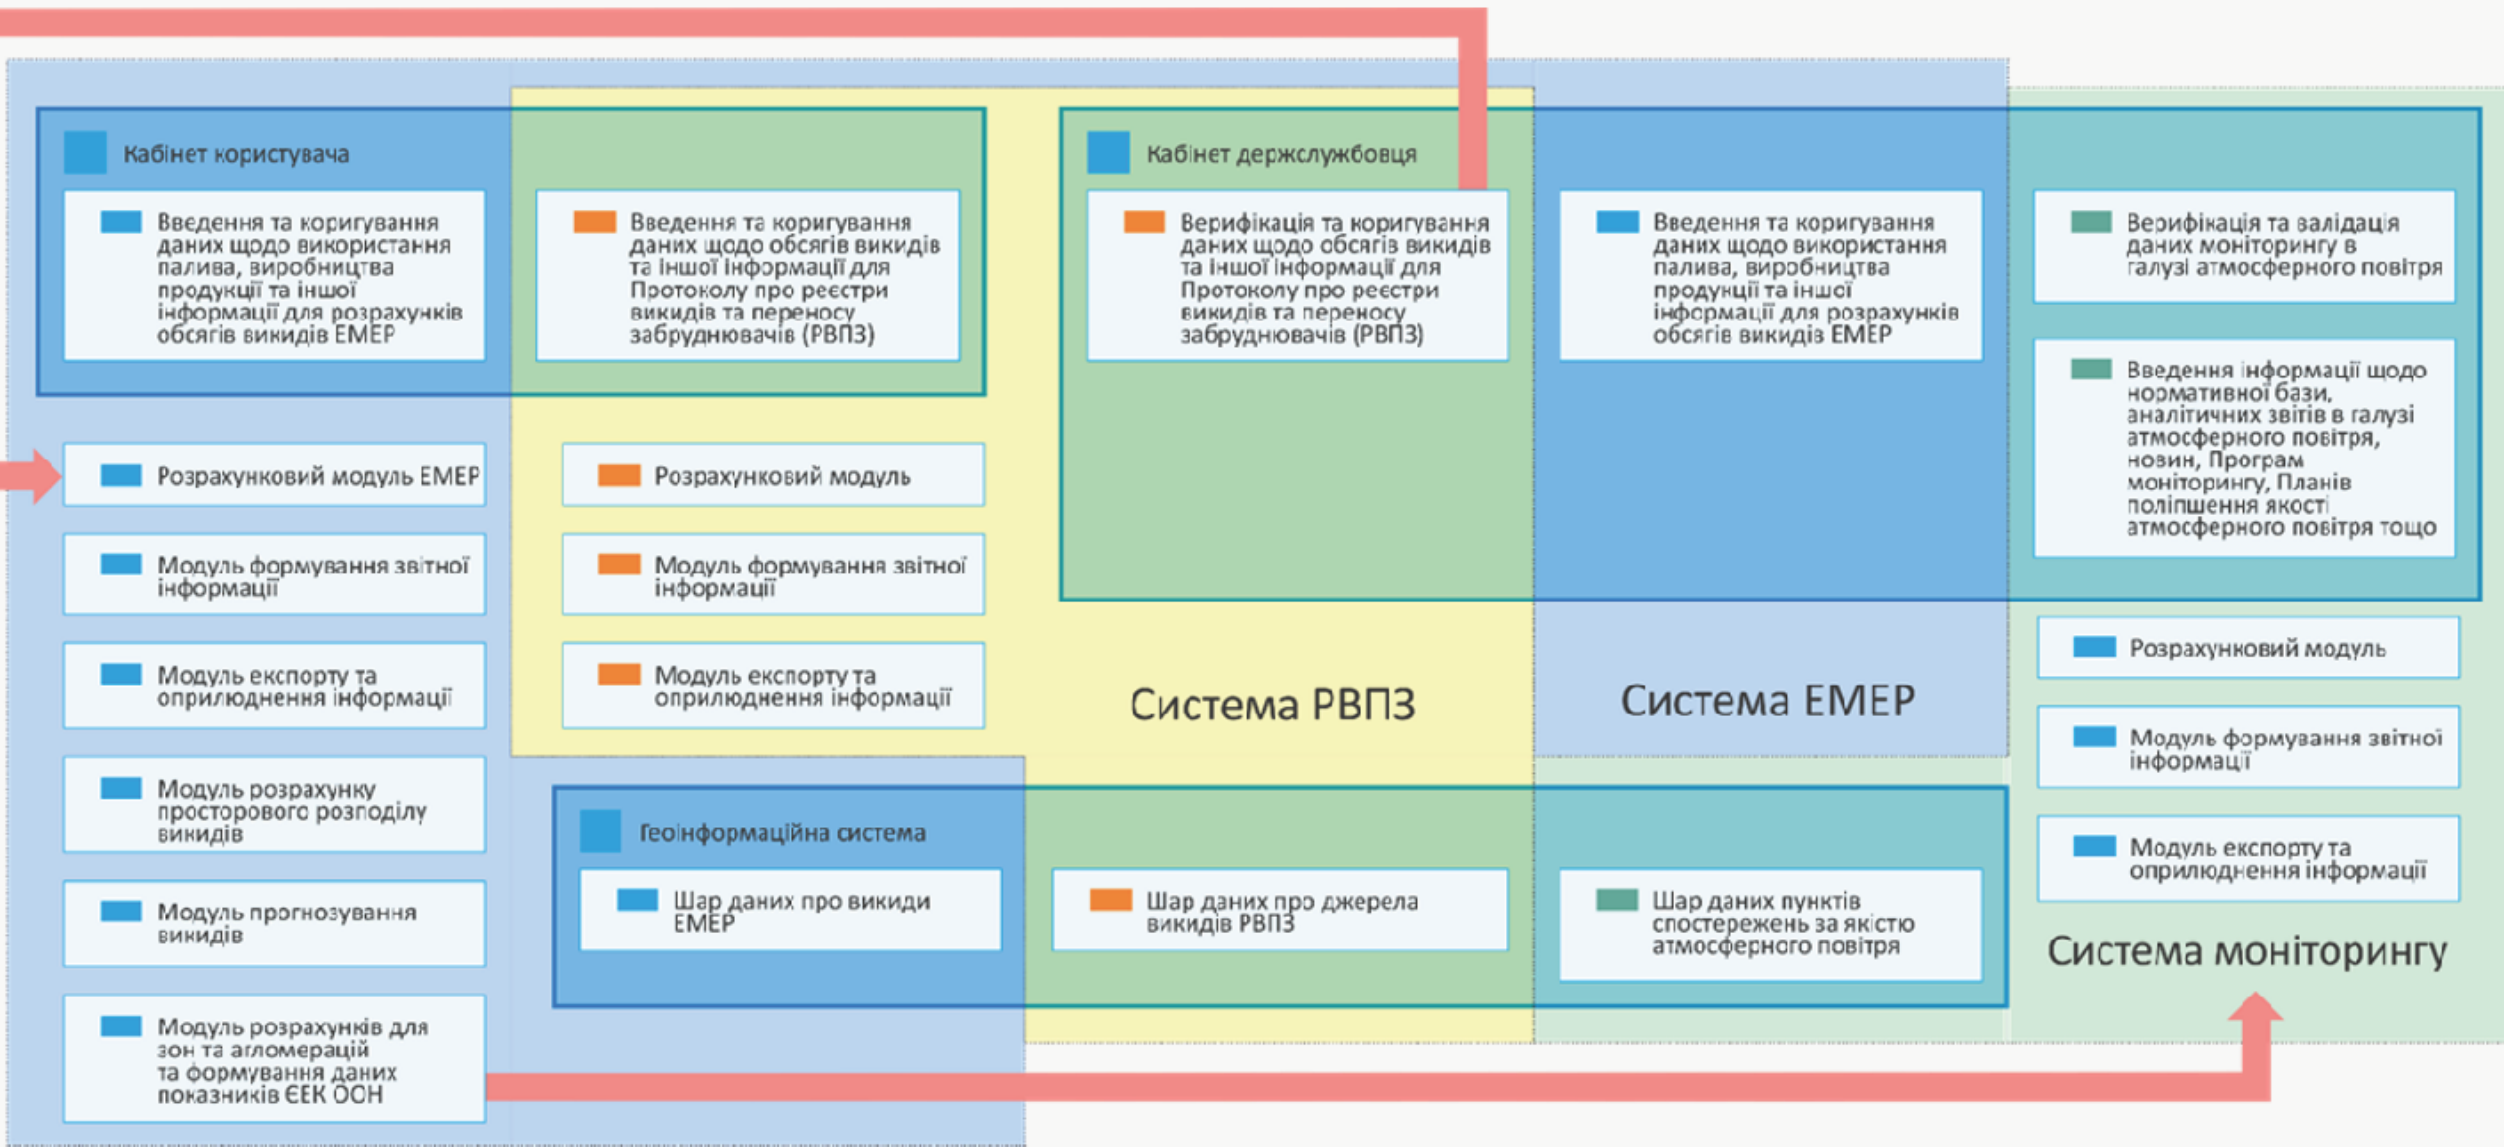 Кабінет користувача
Введення та коригування
даних щодо використання
палива, виробництва
продукції та іншої
інформації для розрахунків
обсягів викидів ЕМЕР
Введення та коригування
даних щодо обсягів викидів
та іншої інформації для
Протоколу про реєстри
викидів та переносу
забруднювачів (РВПЗ)
Кабінет держслужбовця
Верифікація та коригування
даних щодо обсягів викидів
та іншої інформації для
Протоколу про реєстри
викидів та переносу
забруднювачів (РВПЗ)
Введення та коригування
даних щодо використання
палива, виробництва
продукції та іншої
інформації для розрахунків
обсягів викидів ЕМЕР
Верифікація та валідація
даних моніторингу в
галузі атмосферного повітря
Введення інформації щодо
нормативної бази,
аналітичних звітів в галузі
атмосферного повітря,
новин, Програм
моніторингу, Планів
поліпшення якості
атмосферного повітря тощо
Розрахунковий модуль ЕМЕР
Модуль формування звітної
інформації
Модуль експорту та
оприлюднення інформації
Модуль розрахунку
просторового розподілу
викидів
Модуль прогнозування
викидів
Модуль розрахунків для
зон та агломерацій
та формування даних
показників ЄЕК ООН
Розрахунковий модуль
Модуль формування звітної
інформації
Модуль експорту та
оприлюднення інформації
Система РВПЗ
Система ЕМЕР
Розрахунковий модуль
Модуль формування звітної
інформації
Модуль експорту та
оприлюднення інформації
Система моніторингу
Геоінформаційна система
Шар даних про викиди
ЕМЕР
Шар даних про джерела
викидів РВПЗ
Шар даних пунктів
спостережень за якістю
атмосферного повітря